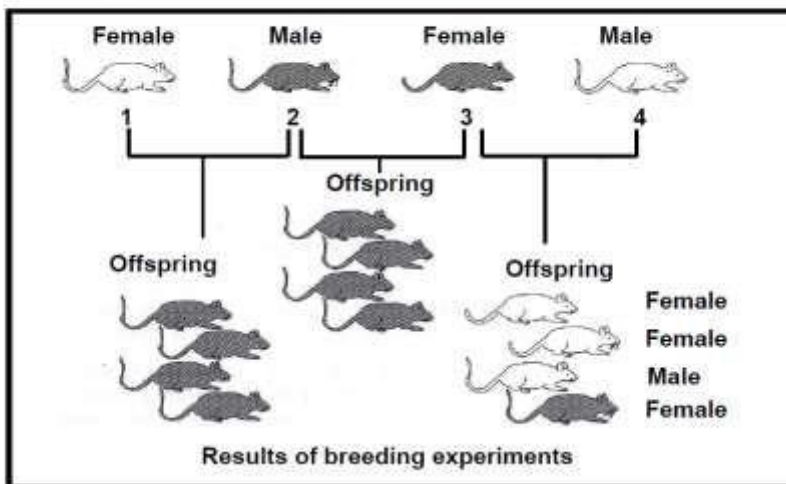 Female Male Female Male
1 2 3 4
Offspring
Offspring
Offspring
Female
Female
Male
Female
Results of breeding experiments